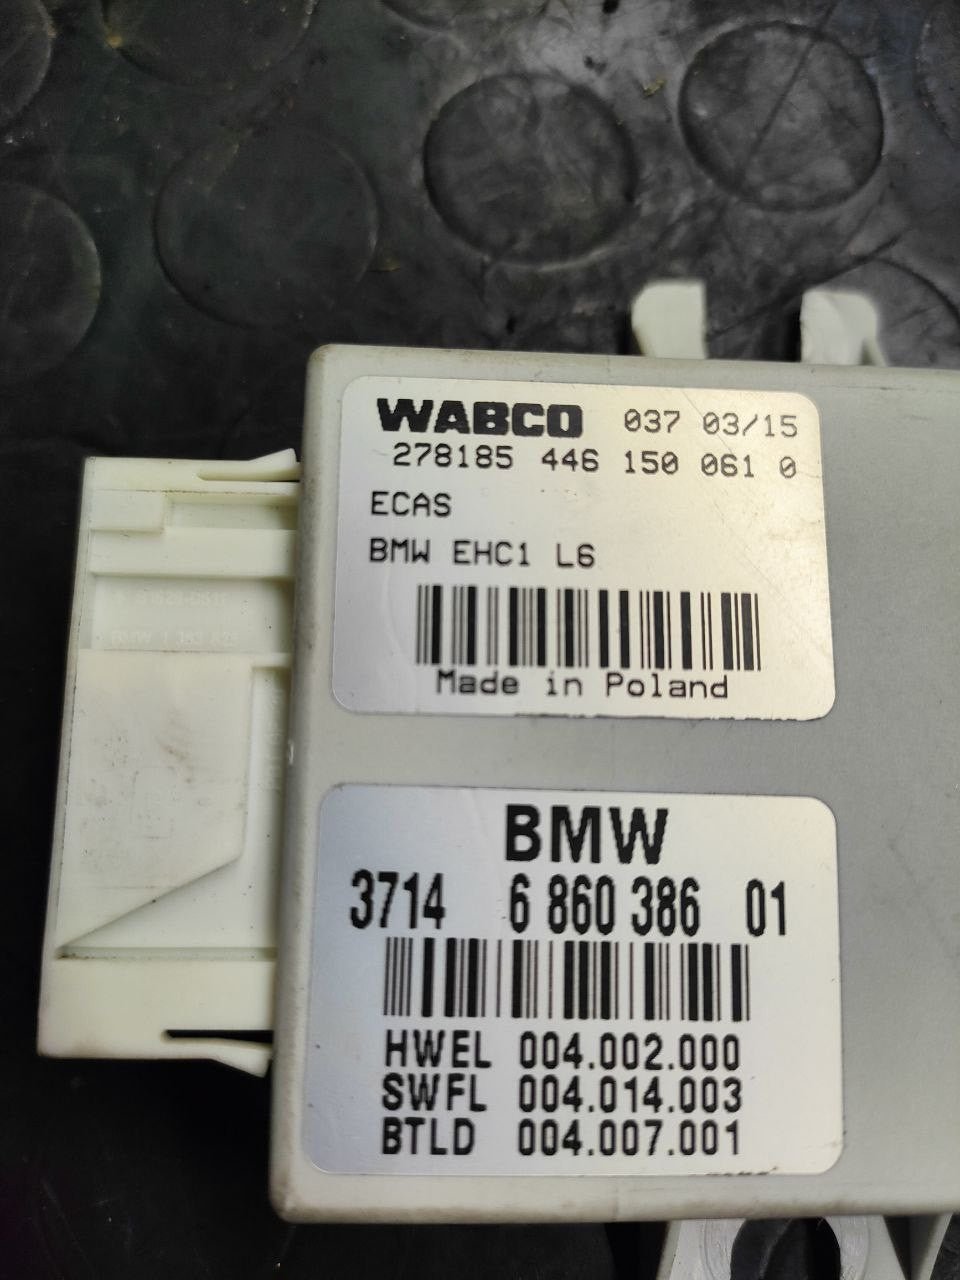 WABCO 037 03/15
278185 446 150 061 0
ECAS
BMW EHC1 L6
Made in Poland
BMW
3714 6 860 386 01
HWEL 004.002.000
SWFL 004.014.003
BTLD 004.007.001